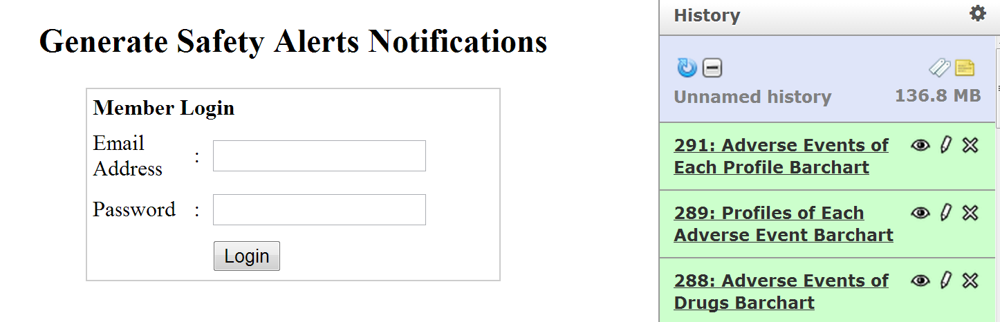 Generate Safety Alerts Notifications
Member Login
Email
Address :
Password :
Login
History
Unnamed history 136.8 MB
291: Adverse Events of
Each Profile Barchart
289: Profiles of Each
Adverse Event Barchart
288: Adverse Events of
Drugs Barchart